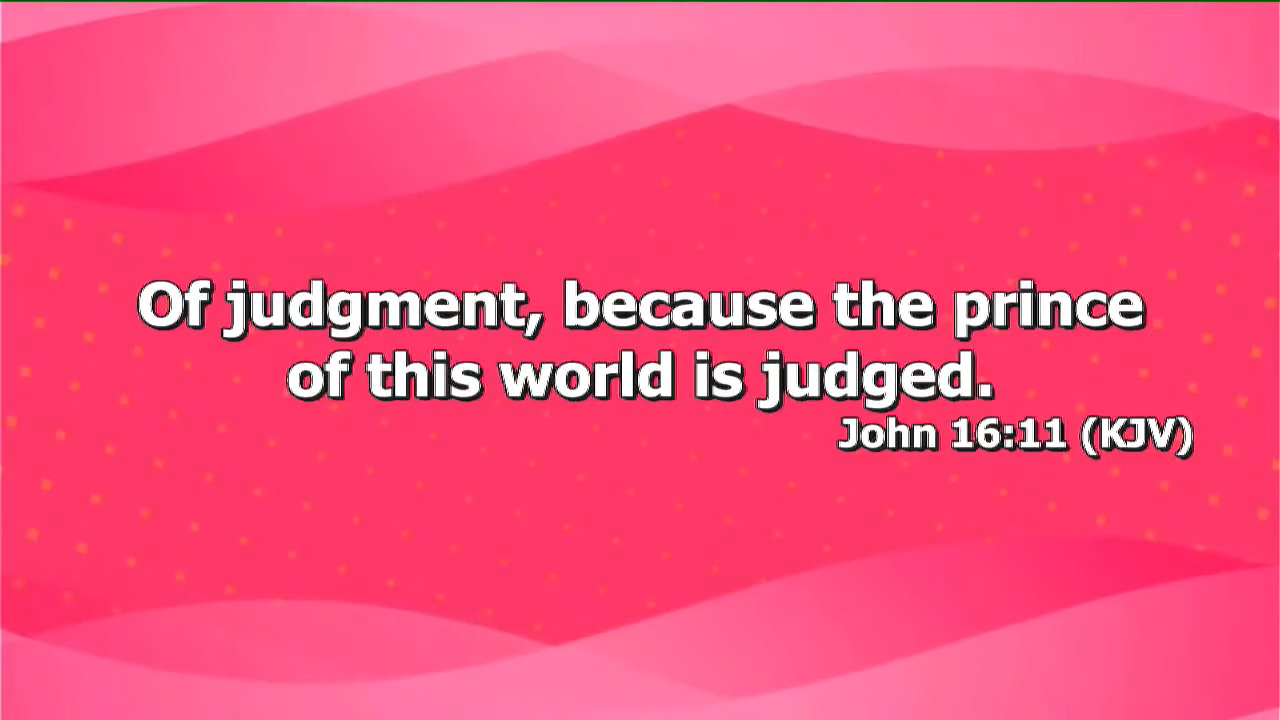 Of judgment, because the prince
of this world is judged.
John 16:11 (KJV)